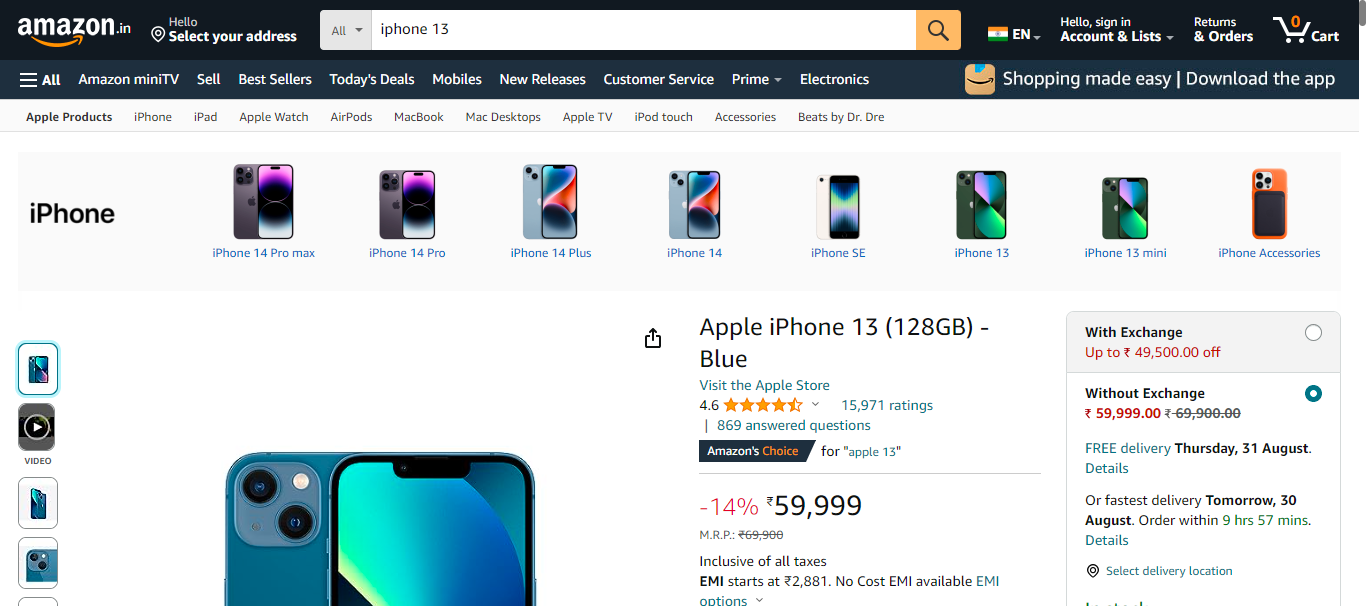 amazon.in
Hello
Select your address
All
iphone 13
EN
Hello, sign in
Account & Lists
Returns
& Orders
0
Cart
All
Amazon miniTV
Sell
Best Sellers
Today's Deals
Mobiles
New Releases
Customer Service
Prime
Electronics
Shopping made easy | Download the app
Apple Products
iPhone
iPad
Apple Watch
AirPods
MacBook
Mac Desktops
Apple TV
iPod touch
Accessories
Beats by Dr. Dre
iPhone
iPhone 14 Pro max
iPhone 14 Pro
iPhone 14 Plus
iPhone 14
iPhone SE
iPhone 13
iPhone 13 mini
iPhone Accessories
VIDEO
Apple iPhone 13 (128GB) -
Blue
Visit the Apple Store
4.6
15,971 ratings
| 869 answered questions
Amazon's Choice for "apple 13"
-14% ₹59,999
M.R.P.: ₹69,900
Inclusive of all taxes
EMI starts at ₹2,881. No Cost EMI available EMI
options
With Exchange
Up to ₹ 49,500.00 off
Without Exchange
₹ 59,999.00 ₹ 69,900.00
FREE delivery Thursday, 31 August.
Details
Or fastest delivery Tomorrow, 30
August. Order within 9 hrs 57 mins.
Details
Select delivery location